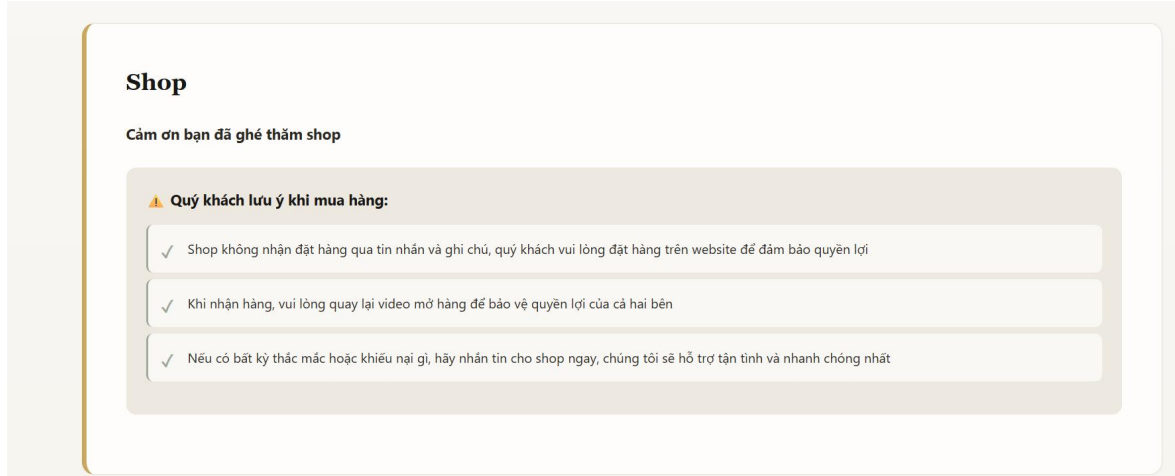 Shop
Cảm ơn bạn đã ghé thăm shop
⚠️ Quý khách lưu ý khi mua hàng:
✓ Shop không nhận đặt hàng qua tin nhắn và ghi chú, quý khách vui lòng đặt hàng trên website để đảm bảo quyền lợi
✓ Khi nhận hàng, vui lòng quay lại video mở hàng để bảo vệ quyền lợi của cả hai bên
✓ Nếu có bất kỳ thắc mắc hoặc khiếu nại gì, hãy nhắn tin cho shop ngay, chúng tôi sẽ hỗ trợ tận tình và nhanh chóng nhất